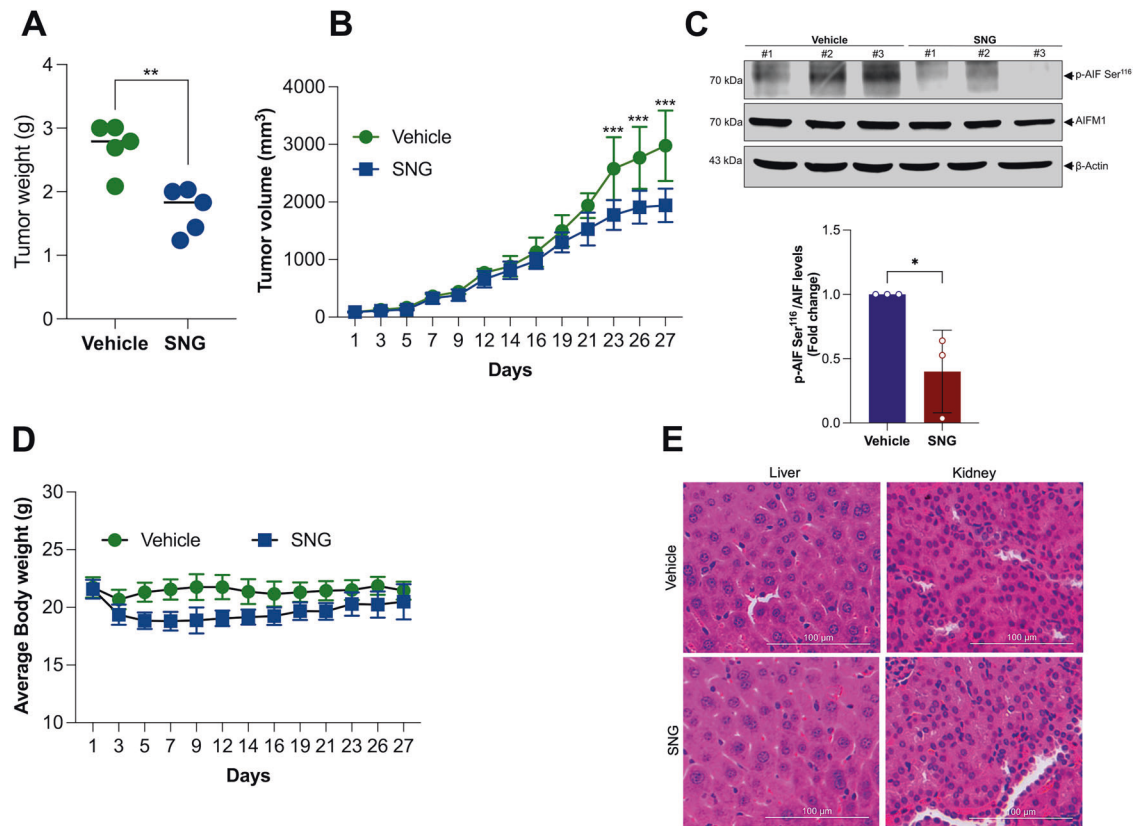 A
**
Tumor weight (g)
4
3
2
1
0
Vehicle SNG
B
Tumor volume (mm³)
4000
3000
2000
1000
0
Vehicle
SNG
*** *** ***
1 3 5 7 9 12 14 16 19 21 23 26 27
Days
C
Vehicle SNG
#1 #2 #3 #1 #2 #3
70 kDa p-AIF Ser¹¹⁶
70 kDa AIFM1
43 kDa β-Actin
p-AIF Ser¹¹⁶/AIF levels
(Fold change)
1.5
1.0
0.5
0.0
*
Vehicle SNG
D
Average Body weight (g)
30
25
20
15
10
Vehicle SNG
1 3 5 7 9 12 14 16 19 21 23 26 27
Days
E
Liver Kidney
Vehicle
100 µm 100 µm
SNG
100 µm 100 µm